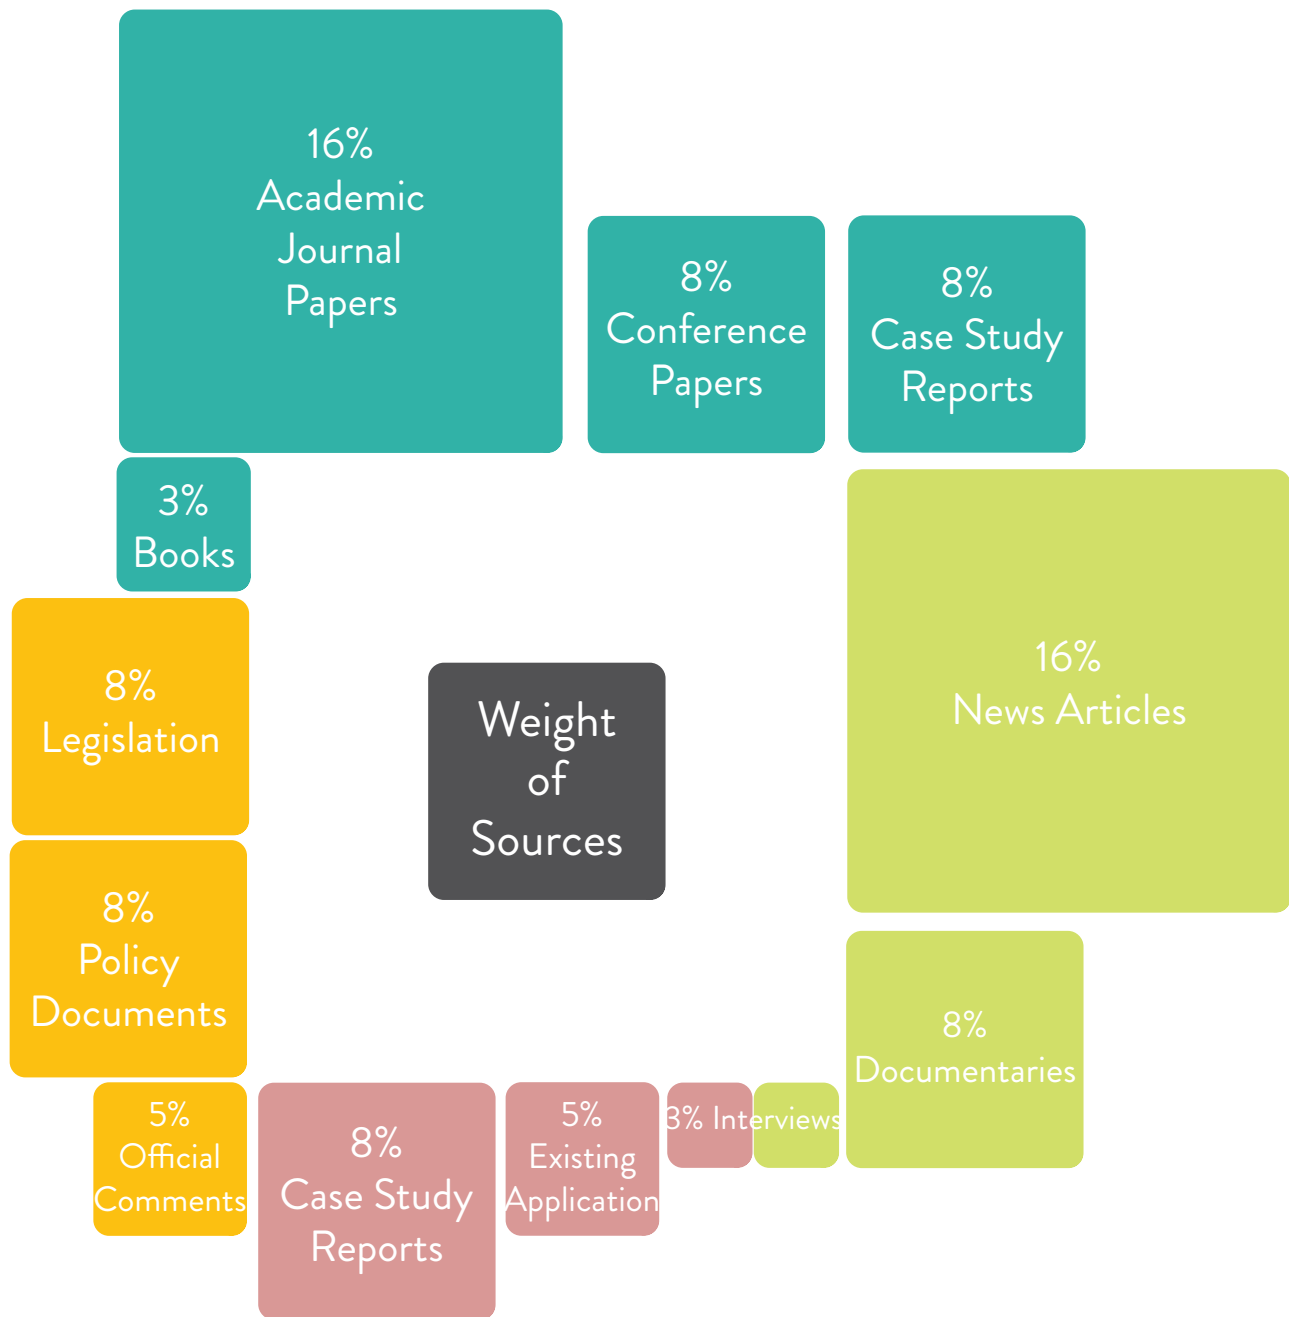 16%
Academic
Journal
Papers
8%
Conference
Papers
8%
Case Study
Reports
3%
Books
16%
News Articles
8%
Legislation
Weight
of
Sources
8%
Policy
Documents
8%
Documentaries
5%
Official
Comments
8%
Case Study
Reports
5%
Existing
Application
3% Interviews